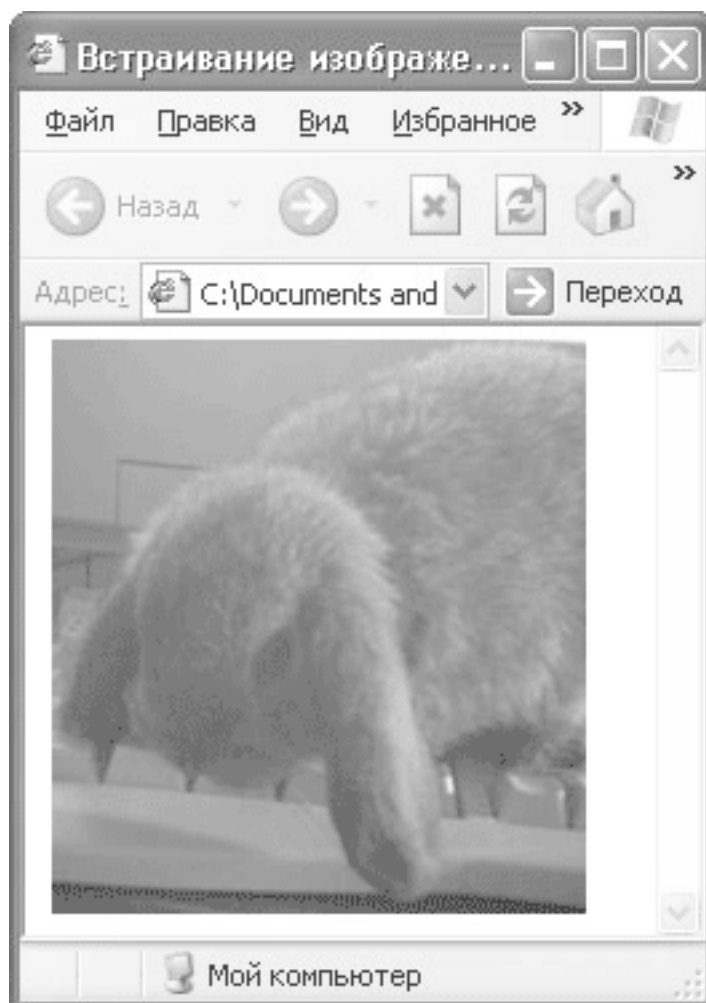 Встраивание изображе...
Файл Правка Вид Избранное »
Назад »
Адрес: C:\Documents and Переход
Мой компьютер